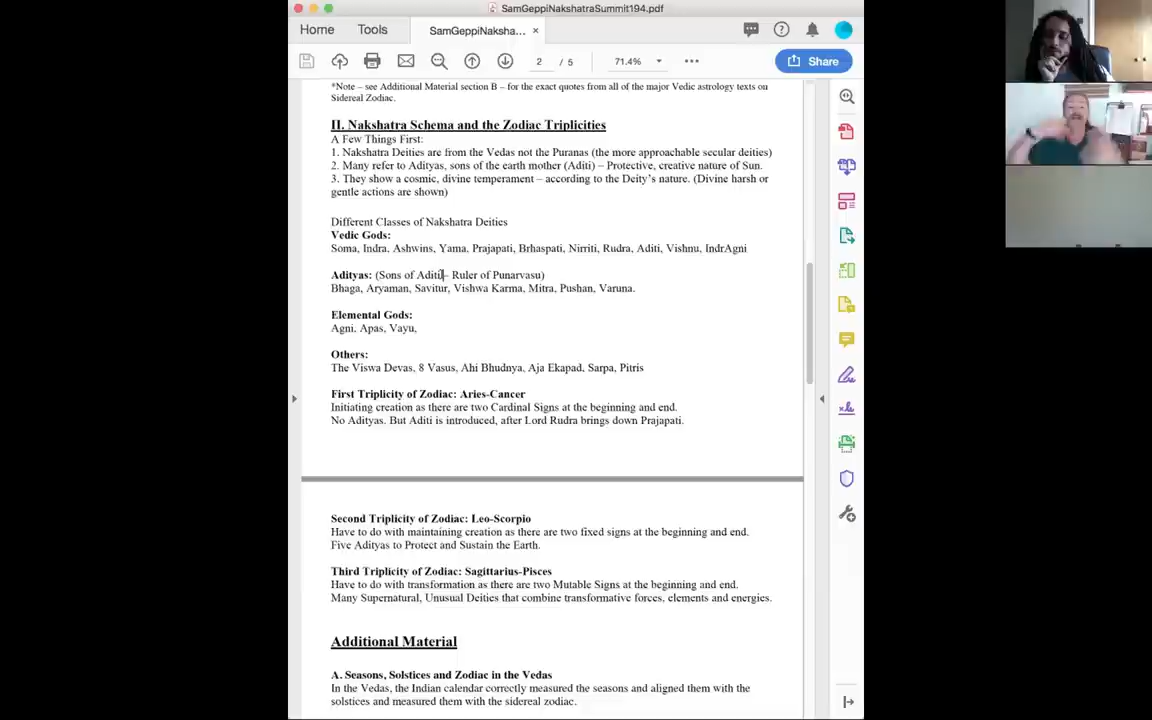 SamGeppiNakshatraSummit194.pdf
Home
Tools
SamGeppiNaksha...
2 / 5
71.4%
Share
*Note – see Additional Material section B – for the exact quotes from all of the major Vedic astrology texts on
Sidereal Zodiac.
II. Nakshatra Schema and the Zodiac Triplicities
A Few Things First:
1. Nakshatra Deities are from the Vedas not the Puranas (the more approachable secular deities)
2. Many refer to Adityas, sons of the earth mother (Aditi) – Protective, creative nature of Sun.
3. They show a cosmic, divine temperament – according to the Deity's nature. (Divine harsh or
gentle actions are shown)
Different Classes of Nakshatra Deities
Vedic Gods:
Soma, Indra, Ashwins, Yama, Prajapati, Brhaspati, Nirriti, Rudra, Aditi, Vishnu, IndrAgni
Adityas: (Sons of Aditi – Ruler of Punarvasu)
Bhaga, Aryaman, Savitur, Vishwa Karma, Mitra, Pushan, Varuna.
Elemental Gods:
Agni, Apas, Vayu,
Others:
The Viswa Devas, 8 Vasus, Ahi Bhudnya, Aja Ekapad, Sarpa, Pitris
First Triplicity of Zodiac: Aries-Cancer
Initiating creation as there are two Cardinal Signs at the beginning and end.
No Adityas. But Aditi is introduced, after Lord Rudra brings down Prajapati.
Second Triplicity of Zodiac: Leo-Scorpio
Have to do with maintaining creation as there are two fixed signs at the beginning and end.
Five Adityas to Protect and Sustain the Earth.
Third Triplicity of Zodiac: Sagittarius-Pisces
Have to do with transformation as there are two Mutable Signs at the beginning and end.
Many Supernatural, Unusual Deities that combine transformative forces, elements and energies.
Additional Material
A. Seasons, Solstices and Zodiac in the Vedas
In the Vedas, the Indian calendar correctly measured the seasons and aligned them with the
solstices and measured them with the sidereal zodiac.